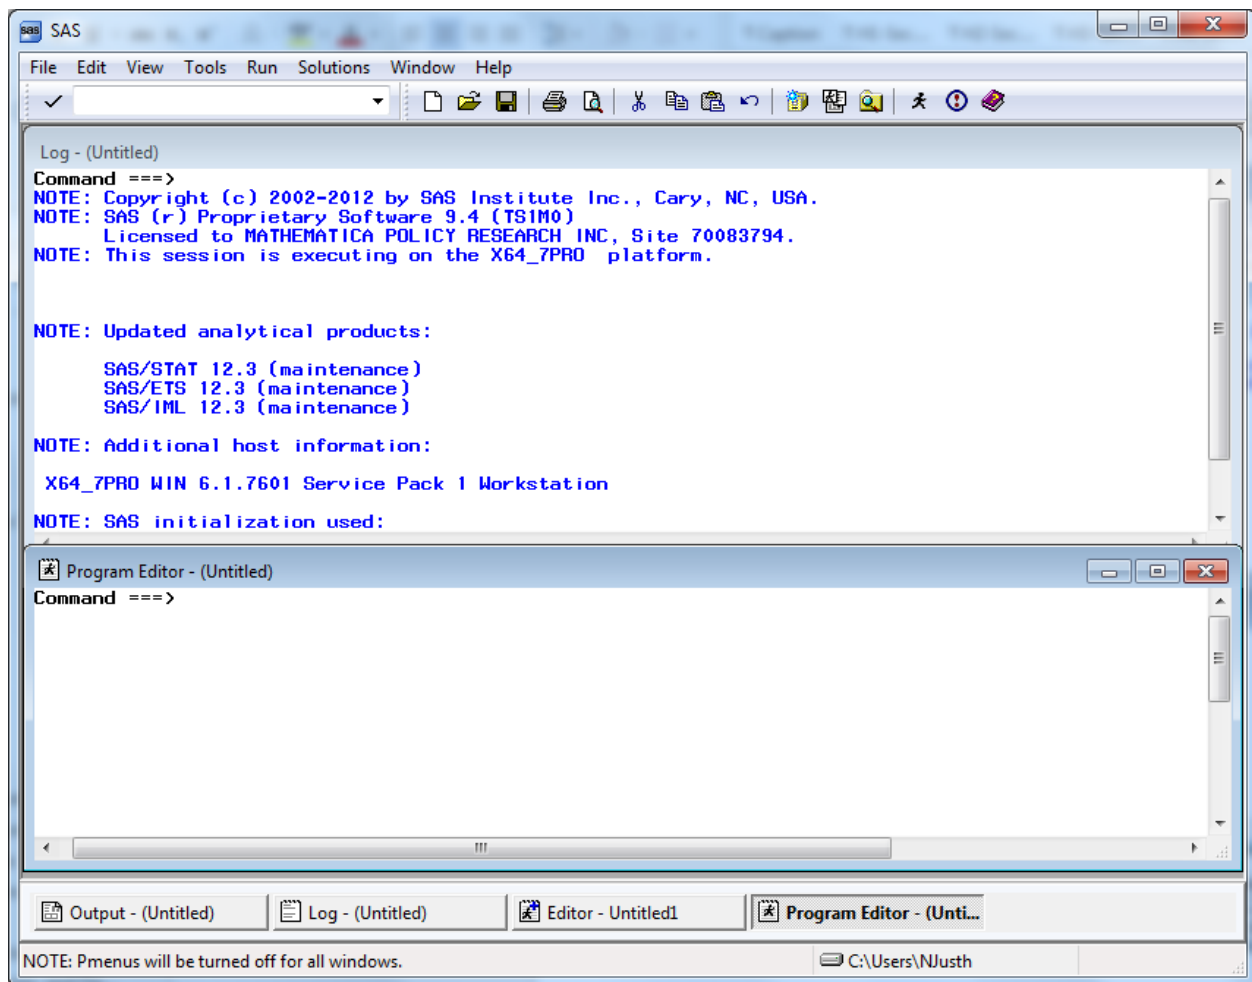 sas SAS
File Edit View Tools Run Solutions Window Help
Log - (Untitled)
Command ===>
NOTE: Copyright (c) 2002-2012 by SAS Institute Inc., Cary, NC, USA.
NOTE: SAS (r) Proprietary Software 9.4 (TS1M0)
Licensed to MATHEMATICA POLICY RESEARCH INC, Site 70083794.
NOTE: This session is executing on the X64_7PRO  platform.
NOTE: Updated analytical products:
SAS/STAT 12.3 (maintenance)
SAS/ETS 12.3 (maintenance)
SAS/IML 12.3 (maintenance)
NOTE: Additional host information:
X64_7PRO WIN 6.1.7601 Service Pack 1 Workstation
NOTE: SAS initialization used:
Program Editor - (Untitled)
Command ===>
Output - (Untitled) Log - (Untitled) Editor - Untitled1 Program Editor - (Unti...
NOTE: Pmenus will be turned off for all windows. C:\Users\NJusth